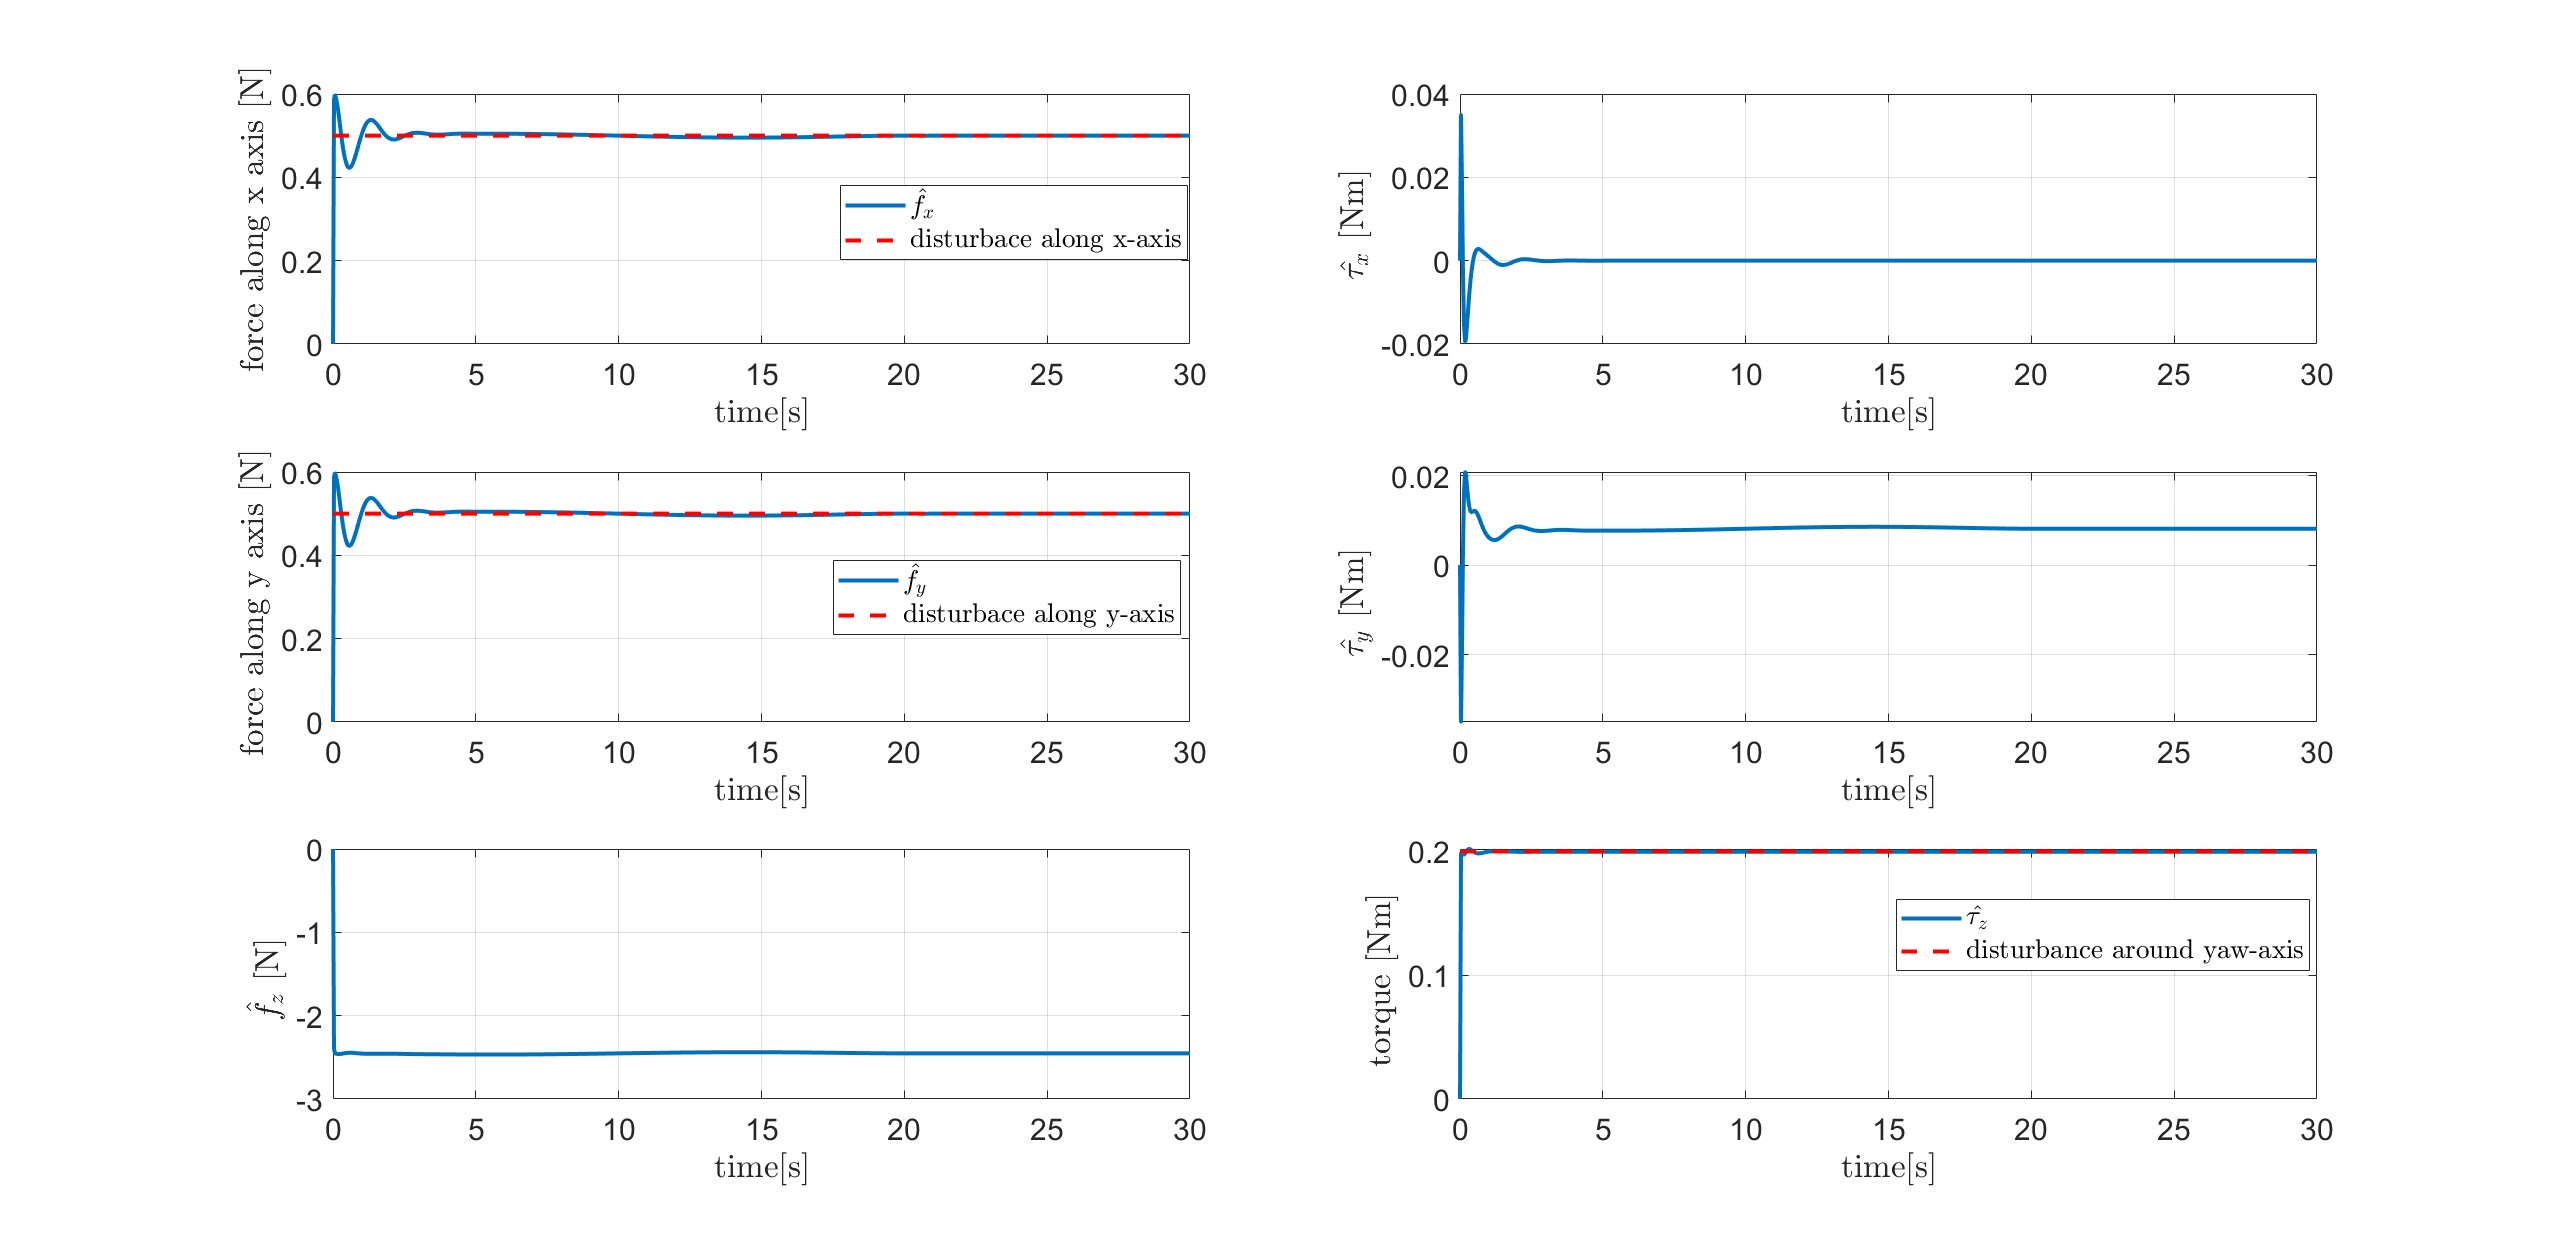 force along x axis [N]
0.6
0.4
0.2
0
f̂x
disturbace along x-axis
0 5 10 15 20 25 30
time[s]
τ̂x [Nm]
0.04
0.02
0
-0.02
0 5 10 15 20 25 30
time[s]
force along y axis [N]
0.6
0.4
0.2
0
f̂y
disturbace along y-axis
0 5 10 15 20 25 30
time[s]
τ̂y [Nm]
0.02
0
-0.02
0 5 10 15 20 25 30
time[s]
f̂z [N]
0
-1
-2
-3
0 5 10 15 20 25 30
time[s]
torque [Nm]
0.2
0.1
0
τ̂z
disturbance around yaw-axis
0 5 10 15 20 25 30
time[s]